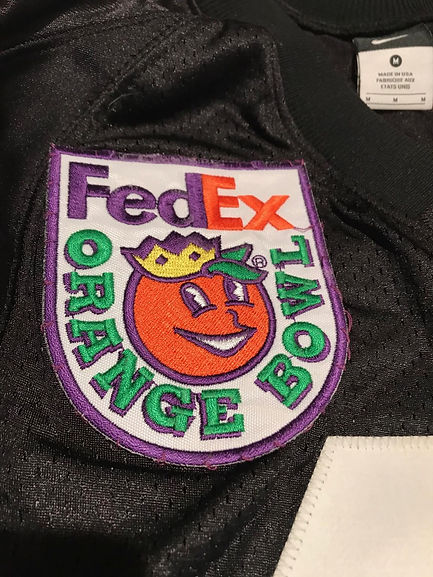 FedEx
ORANGE BOWL
®
M
MADE IN USA
FABRIQUÉ AUX
ÉTATS UNIS
M M M